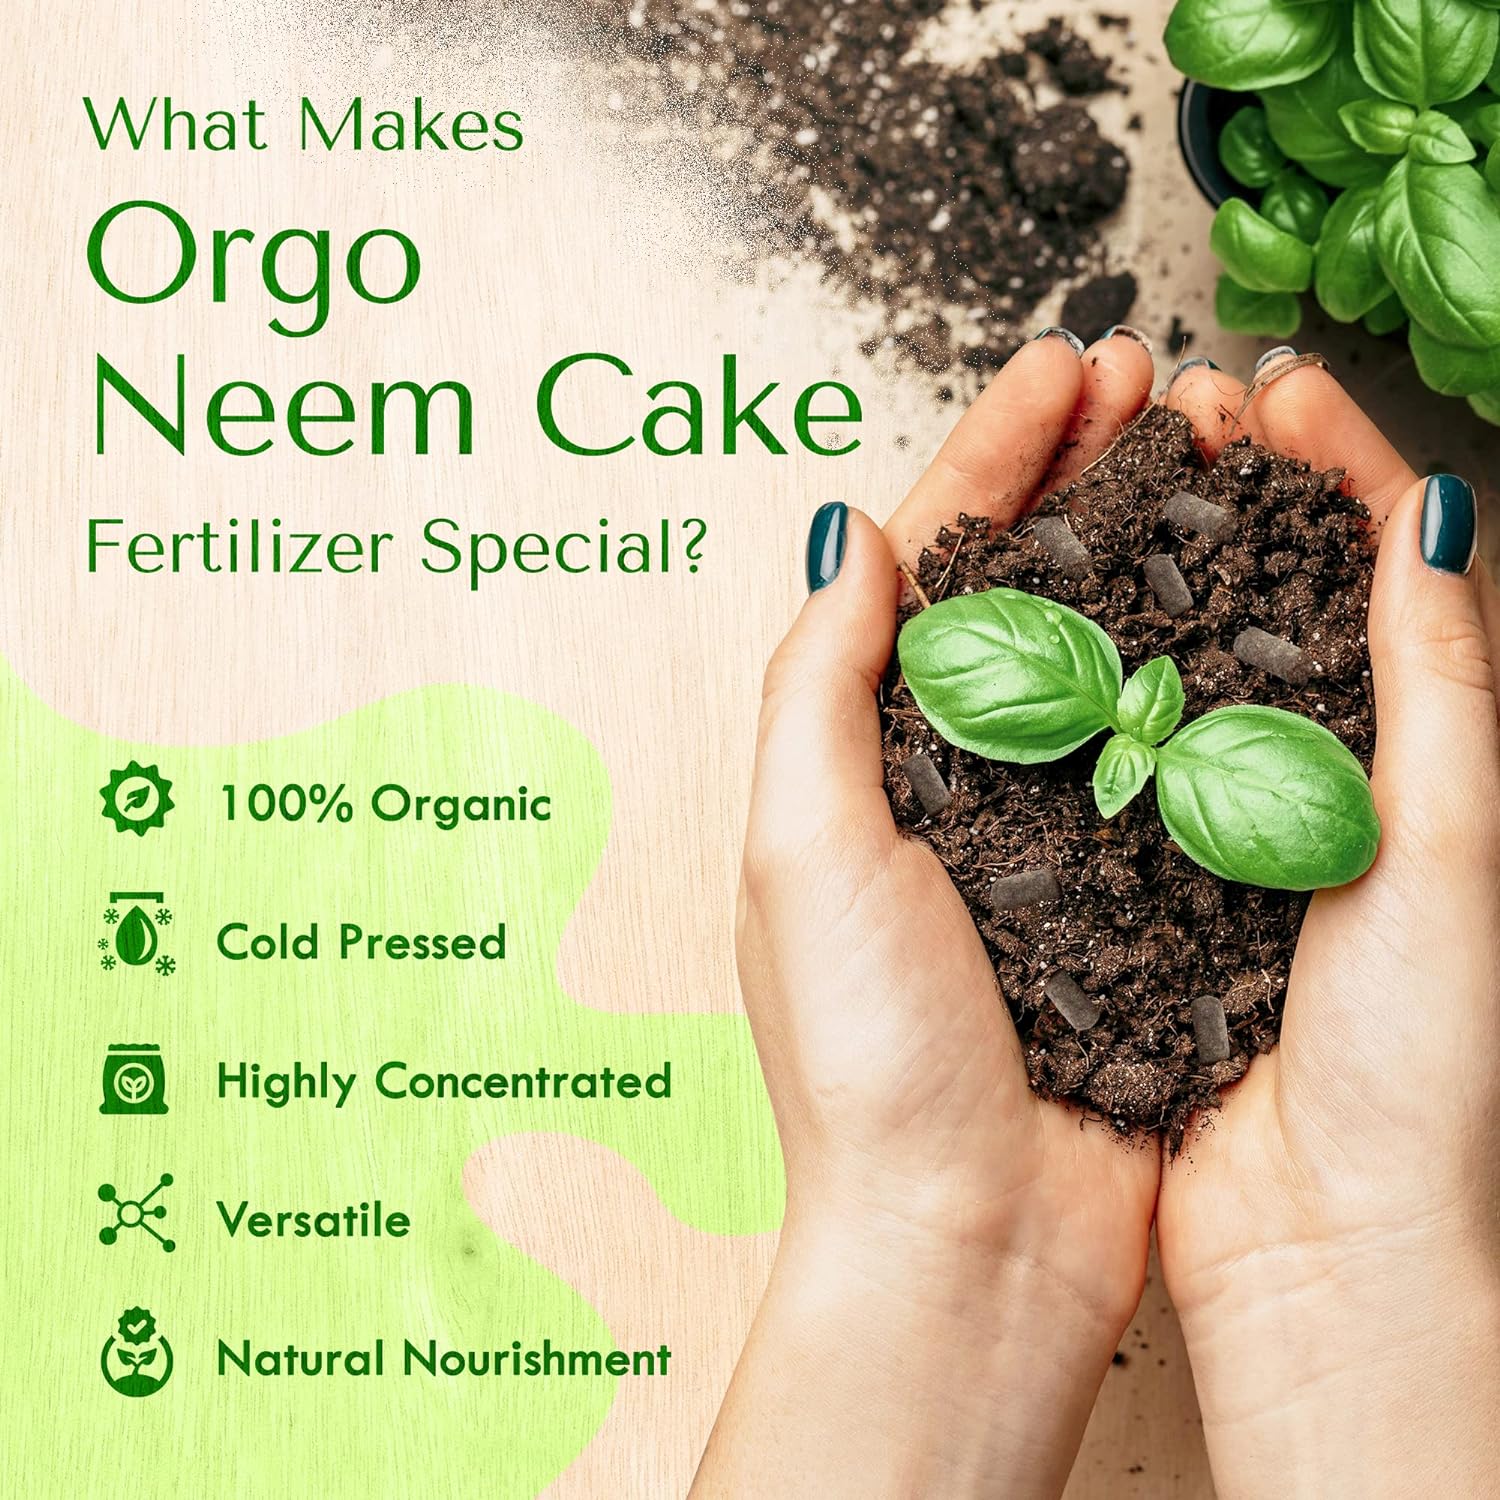 What Makes
Orgo
Neem Cake
Fertilizer Special?
100% Organic
Cold Pressed
Highly Concentrated
Versatile
Natural Nourishment